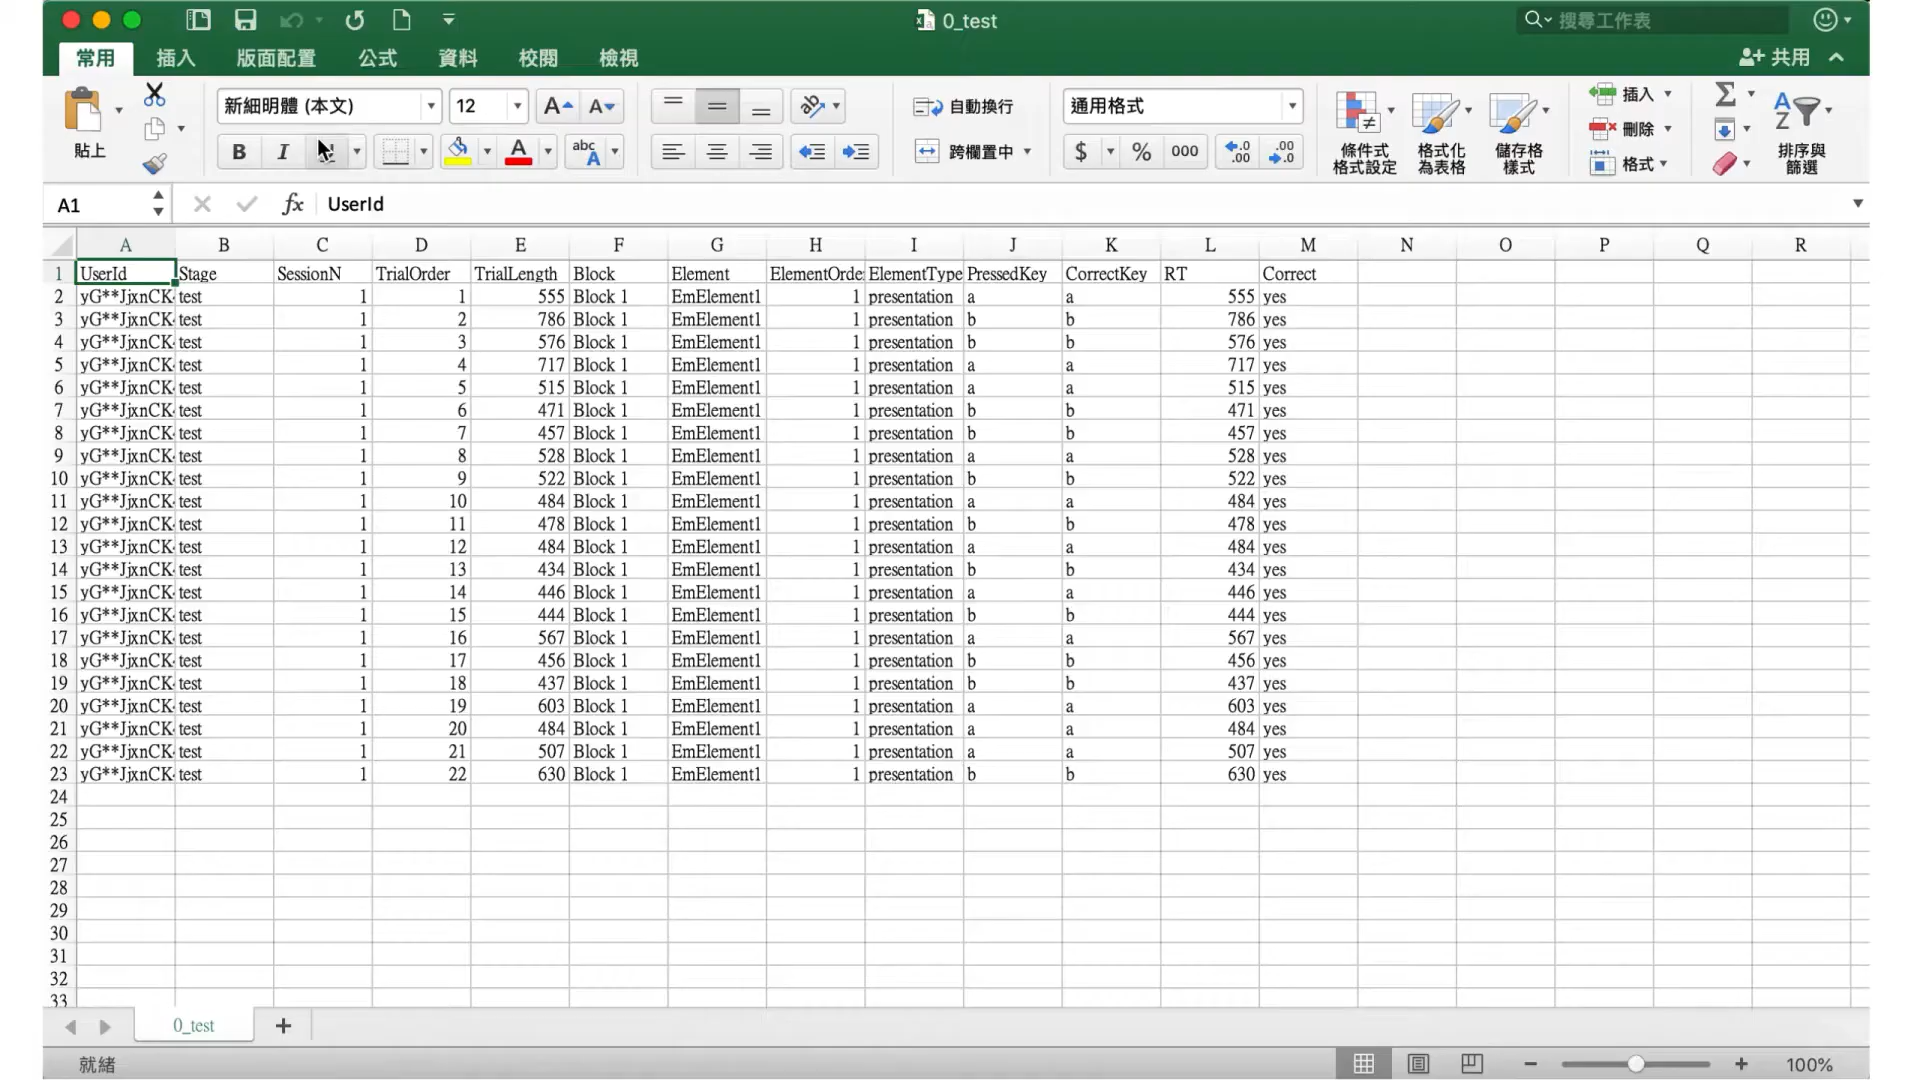 0_test
搜尋工作表
常用 插入 版面配置 公式 資料 校閱 檢視 共用
貼上 新細明體 (本文) 12 A A 自動換行 通用格式 插入
B I abc A 跨欄置中 $ % 000 .0 .00 .00 .0 刪除
條件式格式設定 格式化為表格 儲存格樣式 格式 排序與篩選
A1 fx UserId
A B C D E F G H I J K L M N O P Q R
1 UserId Stage SessionN TrialOrder TrialLength Block Element ElementOrde ElementType PressedKey CorrectKey RT Correct
2 yG**JjxnCK test 1 1 555 Block 1 EmElement1 1 presentation a a 555 yes
3 yG**JjxnCK test 1 2 786 Block 1 EmElement1 1 presentation b b 786 yes
4 yG**JjxnCK test 1 3 576 Block 1 EmElement1 1 presentation b b 576 yes
5 yG**JjxnCK test 1 4 717 Block 1 EmElement1 1 presentation a a 717 yes
6 yG**JjxnCK test 1 5 515 Block 1 EmElement1 1 presentation a a 515 yes
7 yG**JjxnCK test 1 6 471 Block 1 EmElement1 1 presentation b b 471 yes
8 yG**JjxnCK test 1 7 457 Block 1 EmElement1 1 presentation b b 457 yes
9 yG**JjxnCK test 1 8 528 Block 1 EmElement1 1 presentation a a 528 yes
10 yG**JjxnCK test 1 9 522 Block 1 EmElement1 1 presentation b b 522 yes
11 yG**JjxnCK test 1 10 484 Block 1 EmElement1 1 presentation a a 484 yes
12 yG**JjxnCK test 1 11 478 Block 1 EmElement1 1 presentation b b 478 yes
13 yG**JjxnCK test 1 12 484 Block 1 EmElement1 1 presentation a a 484 yes
14 yG**JjxnCK test 1 13 434 Block 1 EmElement1 1 presentation b b 434 yes
15 yG**JjxnCK test 1 14 446 Block 1 EmElement1 1 presentation a a 446 yes
16 yG**JjxnCK test 1 15 444 Block 1 EmElement1 1 presentation b b 444 yes
17 yG**JjxnCK test 1 16 567 Block 1 EmElement1 1 presentation a a 567 yes
18 yG**JjxnCK test 1 17 456 Block 1 EmElement1 1 presentation b b 456 yes
19 yG**JjxnCK test 1 18 437 Block 1 EmElement1 1 presentation b b 437 yes
20 yG**JjxnCK test 1 19 603 Block 1 EmElement1 1 presentation a a 603 yes
21 yG**JjxnCK test 1 20 484 Block 1 EmElement1 1 presentation a a 484 yes
22 yG**JjxnCK test 1 21 507 Block 1 EmElement1 1 presentation a a 507 yes
23 yG**JjxnCK test 1 22 630 Block 1 EmElement1 1 presentation b b 630 yes
24
25
26
27
28
29
30
31
32
33
0_test
就緒 100%